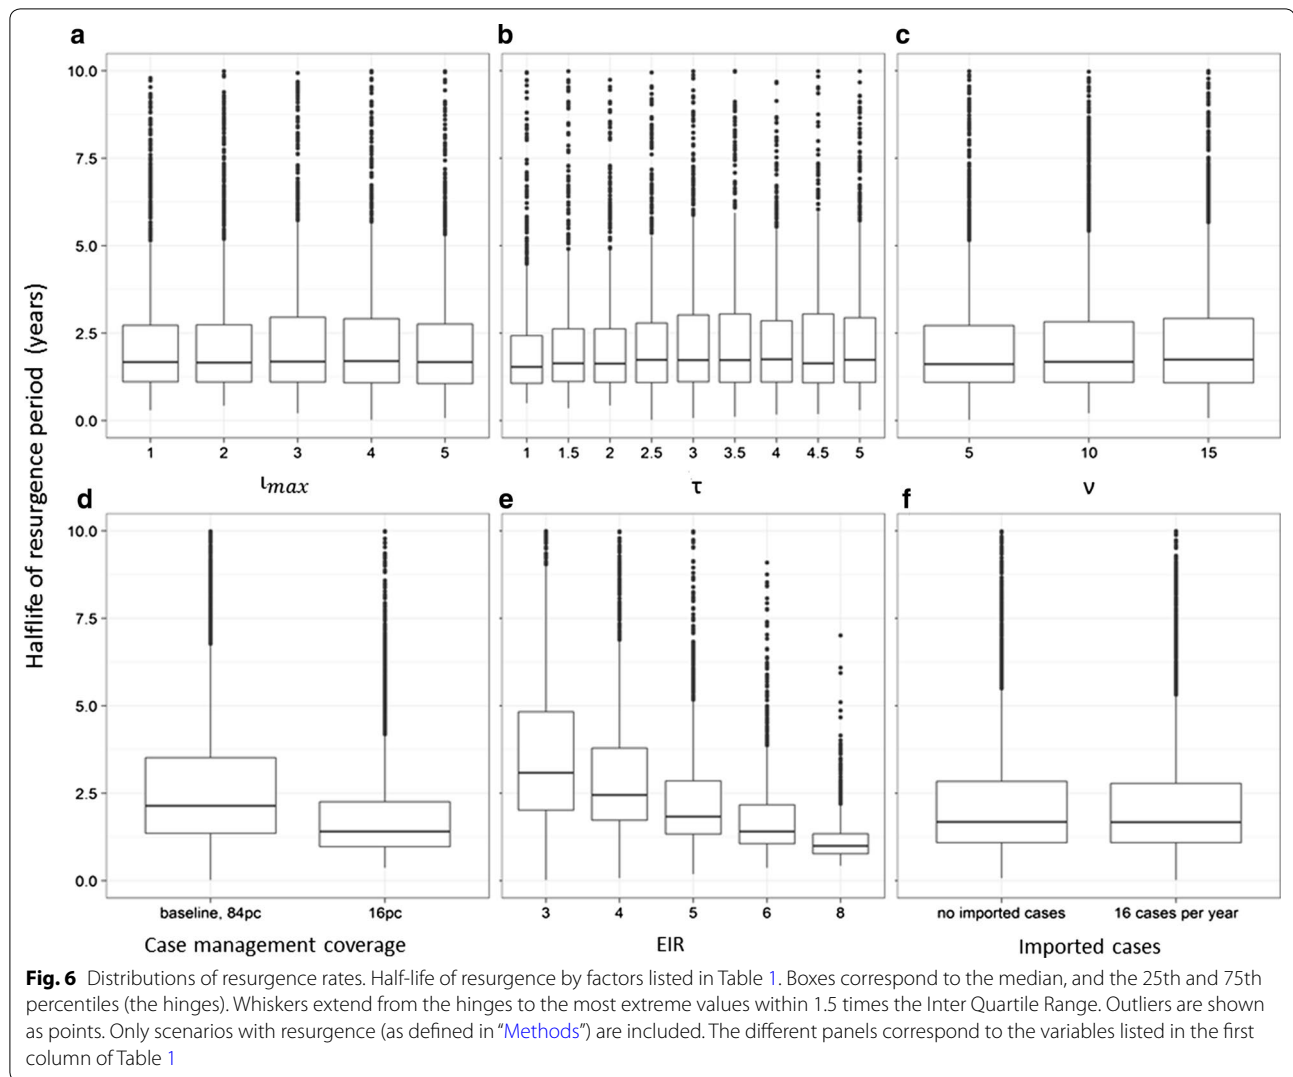 a b c
Halflife of resurgence period (years)
10.0
7.5
5.0
2.5
0.0
1 2 3 4 5
1 1.5 2 2.5 3 3.5 4 4.5 5
5 10 15
ιmax τ ν
d e f
10.0
7.5
5.0
2.5
0.0
baseline, 84pc 16pc
3 4 5 6 8
no imported cases 16 cases per year
Case management coverage EIR Imported cases
Fig. 6 Distributions of resurgence rates. Half-life of resurgence by factors listed in Table 1. Boxes correspond to the median, and the 25th and 75th
percentiles (the hinges). Whiskers extend from the hinges to the most extreme values within 1.5 times the Inter Quartile Range. Outliers are shown
as points. Only scenarios with resurgence (as defined in “Methods”) are included. The different panels correspond to the variables listed in the first
column of Table 1